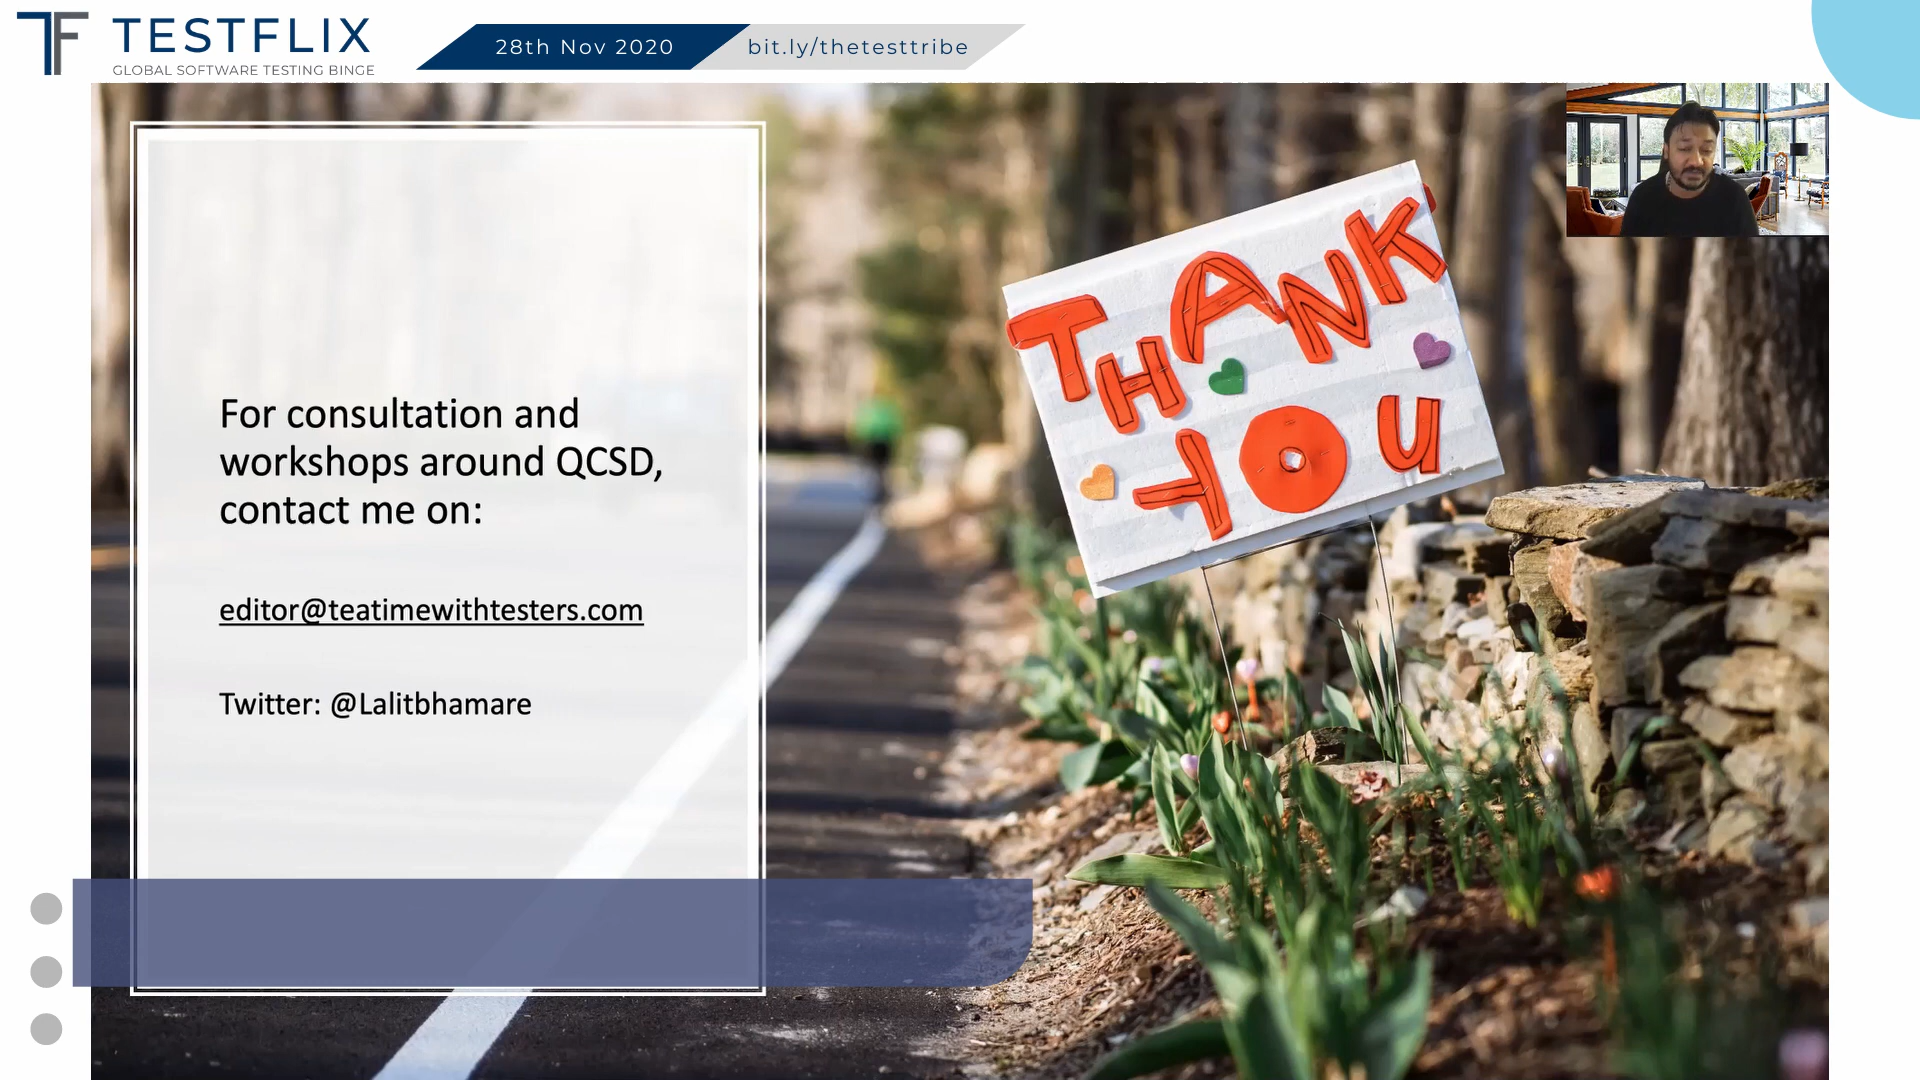 TF TESTFLIX
GLOBAL SOFTWARE TESTING BINGE
28th Nov 2020
bit.ly/thetesttribe
For consultation and
workshops around QCSD,
contact me on:
editor@teatimewithtesters.com
Twitter: @Lalitbhamare
THANK
YOU